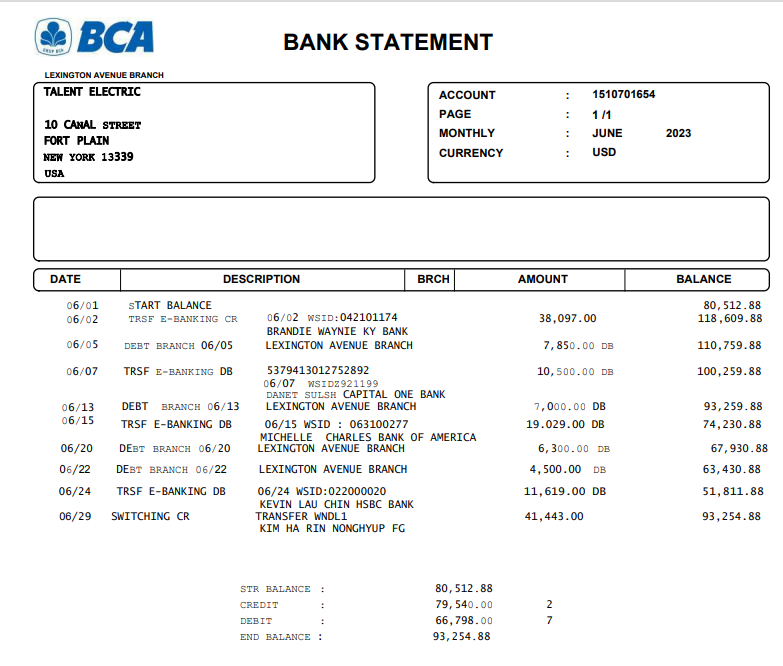 GRUP BCA
BCA
BANK STATEMENT
LEXINGTON AVENUE BRANCH
TALENT ELECTRIC
10 CANAL STREET
FORT PLAIN
NEW YORK 13339
USA
ACCOUNT : 1510701654
PAGE : 1 /1
MONTHLY : JUNE 2023
CURRENCY : USD
DATE DESCRIPTION BRCH AMOUNT BALANCE
06/01 START BALANCE 80,512.88
06/02 TRSF E-BANKING CR 06/02 WSID:042101174 38,097.00 118,609.88
BRANDIE WAYNIE KY BANK
06/05 DEBT BRANCH 06/05 LEXINGTON AVENUE BRANCH 7,850.00 DB 110,759.88
06/07 TRSF E-BANKING DB 5379413012752892 10,500.00 DB 100,259.88
06/07 WSIDZ921199
DANET SULSH CAPITAL ONE BANK
06/13 DEBT BRANCH 06/13 LEXINGTON AVENUE BRANCH 7,000.00 DB 93,259.88
06/15 TRSF E-BANKING DB 06/15 WSID : 063100277 19.029.00 DB 74,230.88
MICHELLE CHARLES BANK OF AMERICA
06/20 DEBT BRANCH 06/20 LEXINGTON AVENUE BRANCH 6,300.00 DB 67,930.88
06/22 DEBT BRANCH 06/22 LEXINGTON AVENUE BRANCH 4,500.00 DB 63,430.88
06/24 TRSF E-BANKING DB 06/24 WSID:022000020 11,619.00 DB 51,811.88
KEVIN LAU CHIN HSBC BANK
06/29 SWITCHING CR TRANSFER WNDL1 41,443.00 93,254.88
KIM HA RIN NONGHYUP FG
STR BALANCE : 80,512.88
CREDIT : 79,540.00 2
DEBIT : 66,798.00 7
END BALANCE : 93,254.88